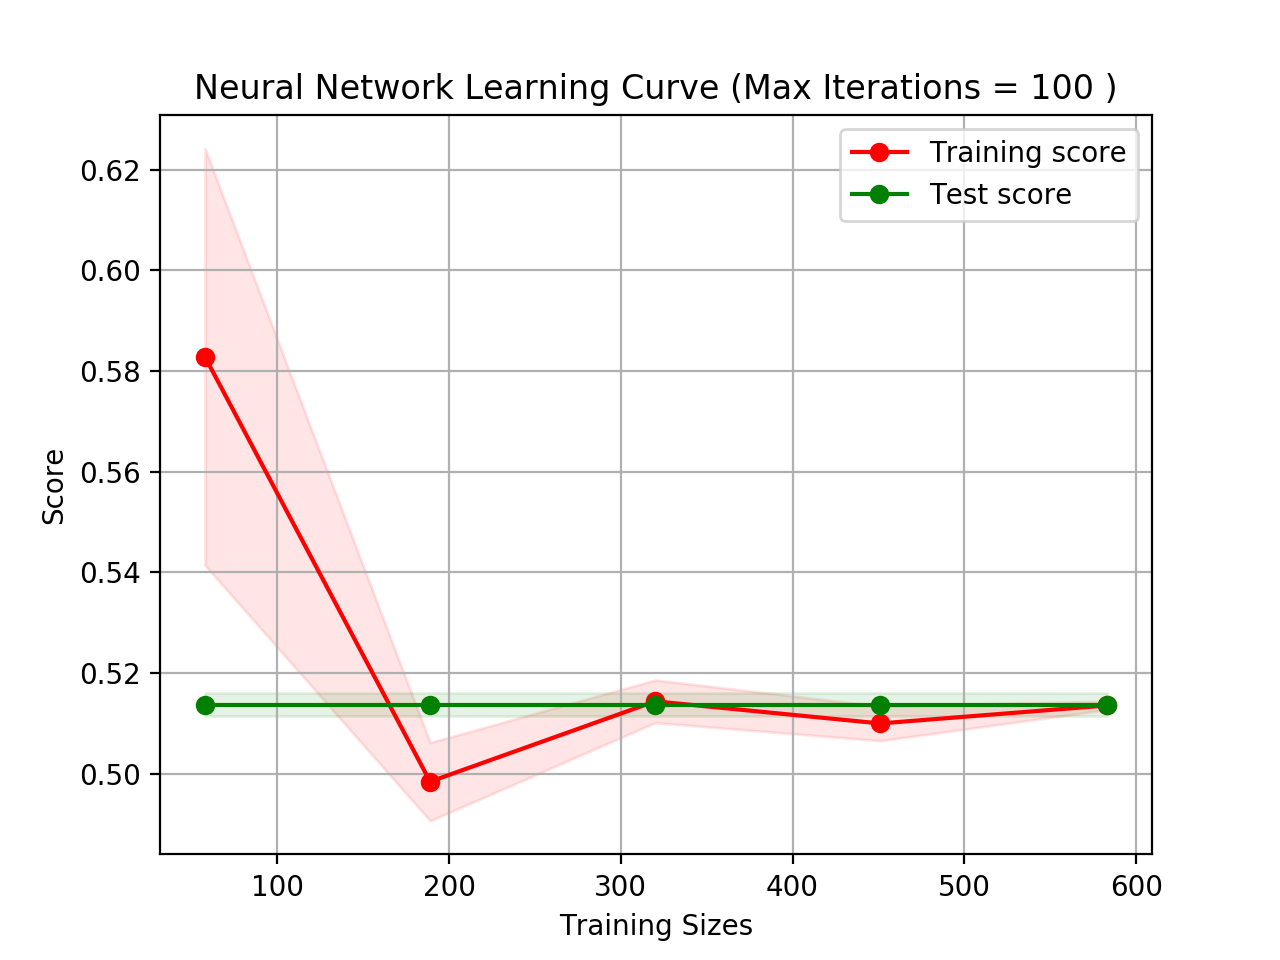 Neural Network Learning Curve (Max Iterations = 100 )
Training score
Test score
0.62
0.60
0.58
0.56
0.54
0.52
0.50
Score
100 200 300 400 500 600
Training Sizes